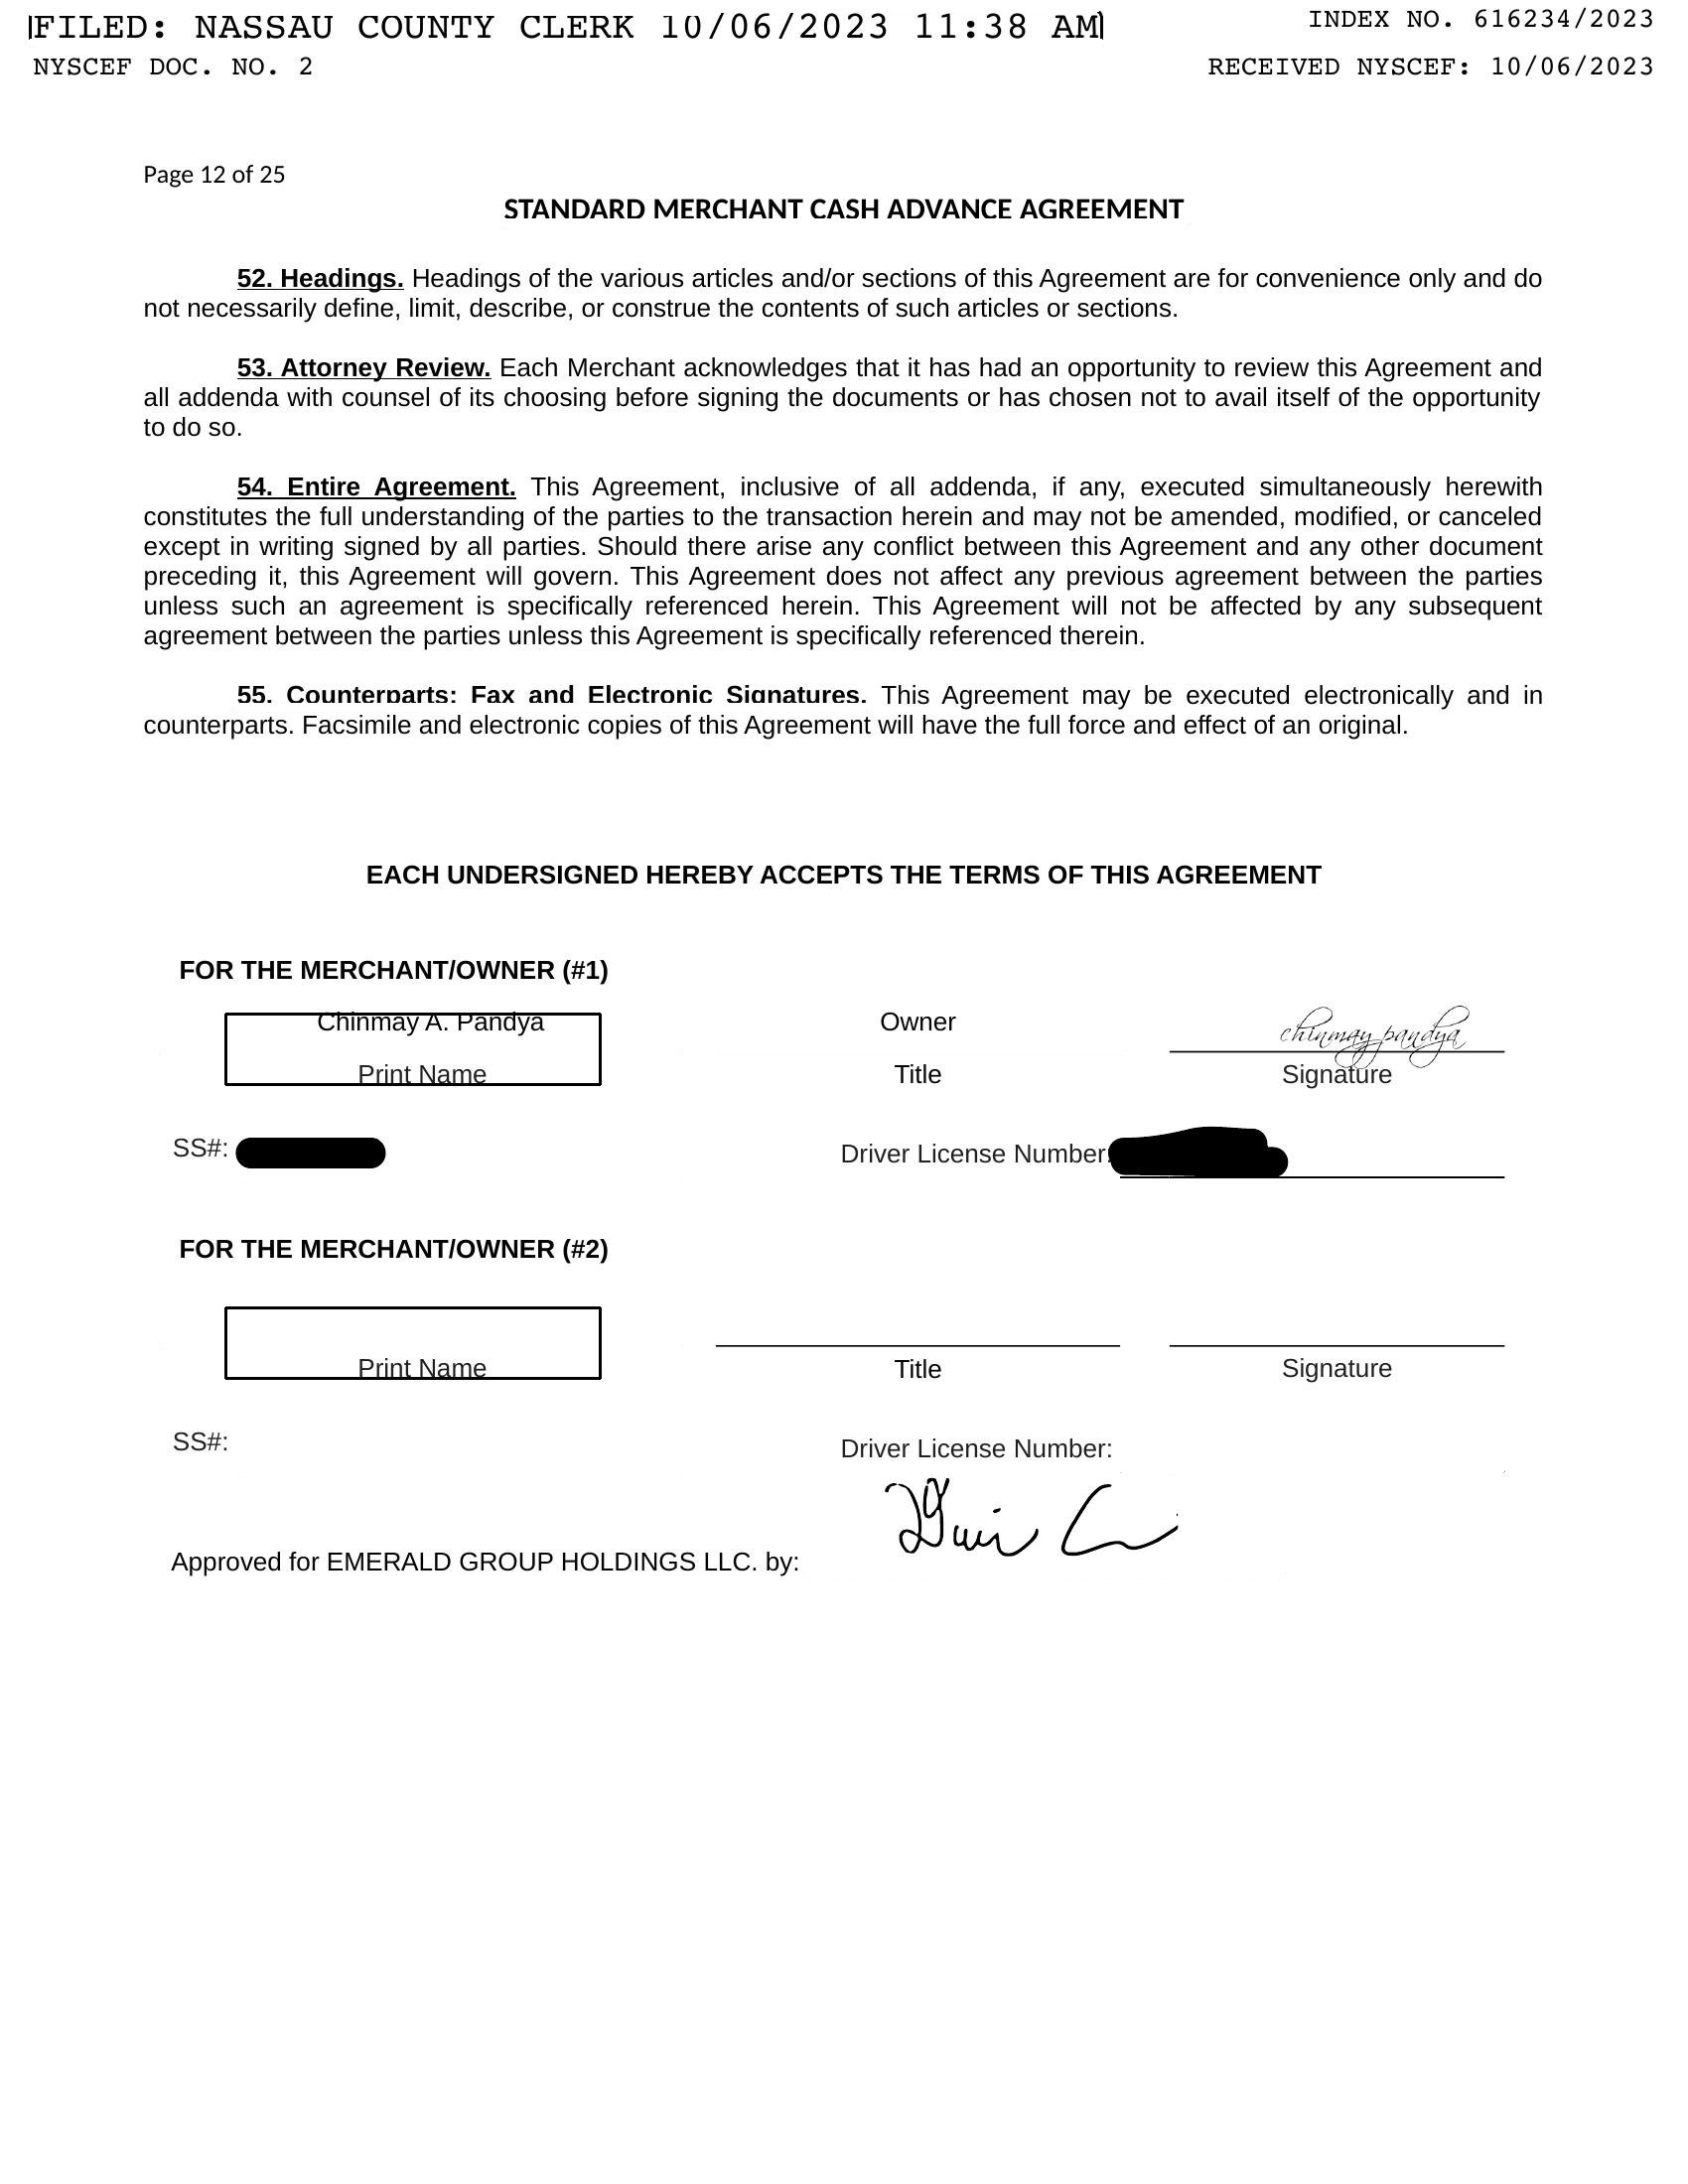 FILED: NASSAU COUNTY CLERK 10/06/2023 11:38 AM
INDEX NO. 616234/2023
NYSCEF DOC. NO. 2
RECEIVED NYSCEF: 10/06/2023
Page 12 of 25
STANDARD MERCHANT CASH ADVANCE AGREEMENT
52. Headings. Headings of the various articles and/or sections of this Agreement are for convenience only and do
not necessarily define, limit, describe, or construe the contents of such articles or sections.
53. Attorney Review. Each Merchant acknowledges that it has had an opportunity to review this Agreement and
all addenda with counsel of its choosing before signing the documents or has chosen not to avail itself of the opportunity
to do so.
54. Entire Agreement. This Agreement, inclusive of all addenda, if any, executed simultaneously herewith
constitutes the full understanding of the parties to the transaction herein and may not be amended, modified, or canceled
except in writing signed by all parties. Should there arise any conflict between this Agreement and any other document
preceding it, this Agreement will govern. This Agreement does not affect any previous agreement between the parties
unless such an agreement is specifically referenced herein. This Agreement will not be affected by any subsequent
agreement between the parties unless this Agreement is specifically referenced therein.
55. Counterparts; Fax and Electronic Signatures. This Agreement may be executed electronically and in
counterparts. Facsimile and electronic copies of this Agreement will have the full force and effect of an original.
EACH UNDERSIGNED HEREBY ACCEPTS THE TERMS OF THIS AGREEMENT
FOR THE MERCHANT/OWNER (#1)
Chinmay A. Pandya Owner chinmay pandya
Print Name Title Signature
SS#: Driver License Number:
FOR THE MERCHANT/OWNER (#2)
Print Name Title Signature
SS#: Driver License Number:
Approved for EMERALD GROUP HOLDINGS LLC. by: